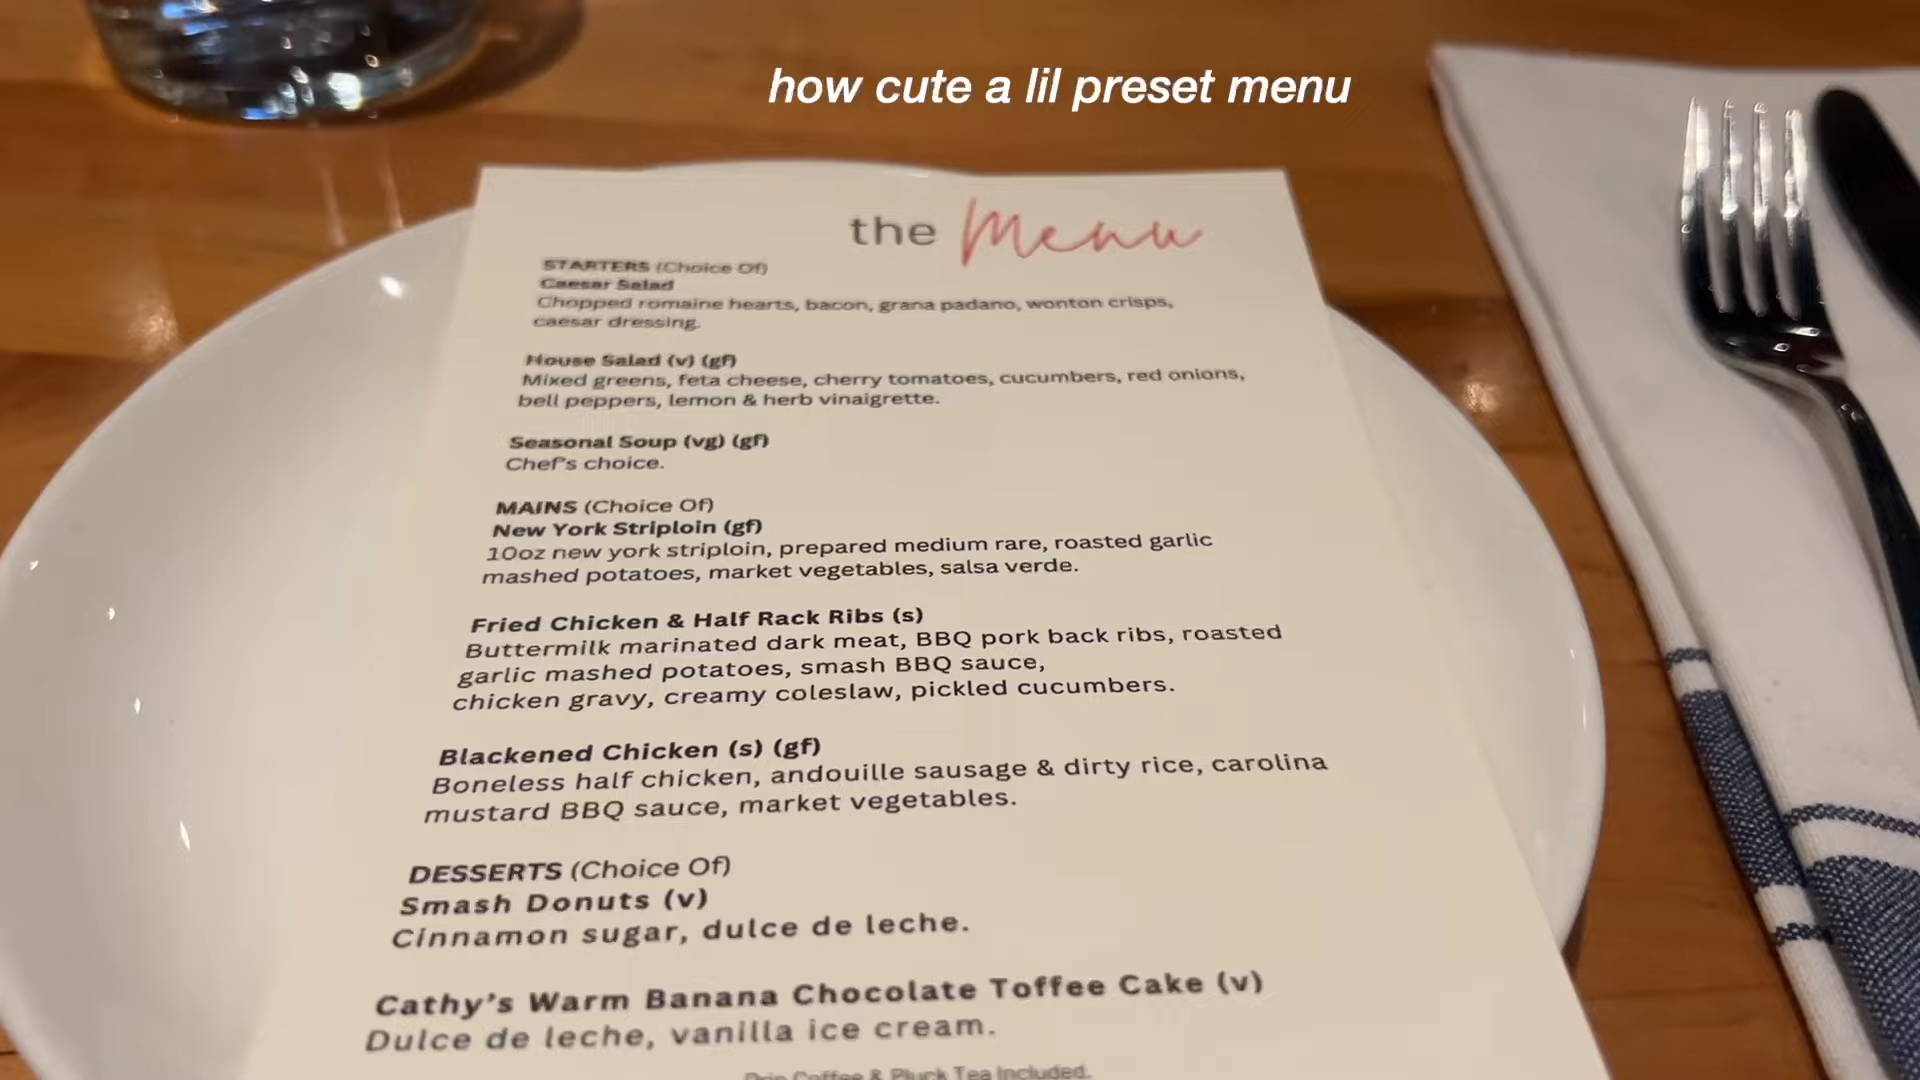 how cute a lil preset menu
the Menu
STARTERS (Choice Of)
Caesar Salad
Chopped romaine hearts, bacon, grana padano, wonton crisps,
caesar dressing.
House Salad (v) (gf)
Mixed greens, feta cheese, cherry tomatoes, cucumbers, red onions,
bell peppers, lemon & herb vinaigrette.
Seasonal Soup (vg) (gf)
Chef's choice.
MAINS (Choice Of)
New York Striploin (gf)
10oz new york striploin, prepared medium rare, roasted garlic
mashed potatoes, market vegetables, salsa verde.
Fried Chicken & Half Rack Ribs (s)
Buttermilk marinated dark meat, BBQ pork back ribs, roasted
garlic mashed potatoes, smash BBQ sauce,
chicken gravy, creamy coleslaw, pickled cucumbers.
Blackened Chicken (s) (gf)
Boneless half chicken, andouille sausage & dirty rice, carolina
mustard BBQ sauce, market vegetables.
DESSERTS (Choice Of)
Smash Donuts (v)
Cinnamon sugar, dulce de leche.
Cathy's Warm Banana Chocolate Toffee Cake (v)
Dulce de leche, vanilla ice cream.
Drip Coffee & Pluck Tea Included.